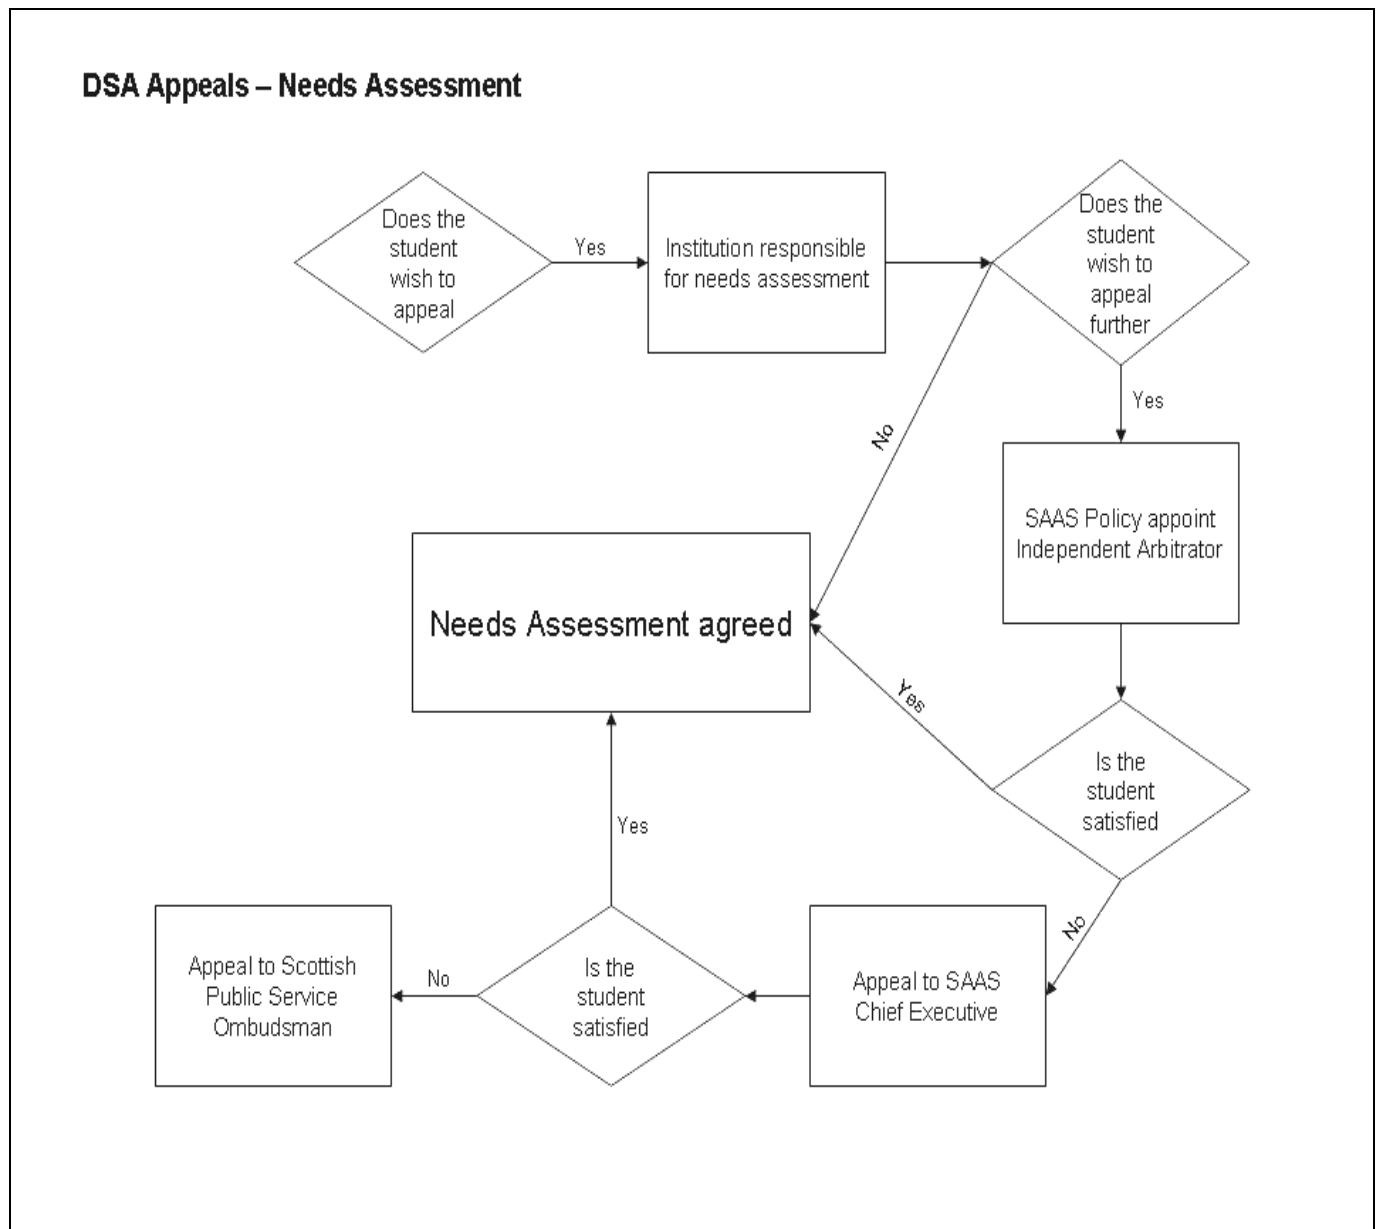 DSA Appeals – Needs Assessment
Does the
student
wish to
appeal
Yes
Institution responsible
for needs assessment
Does the
student
wish to
appeal
further
Yes
No
SAAS Policy appoint
Independent Arbitrator
Needs Assessment agreed
Yes
Is the
student
satisfied
No
Appeal to SAAS
Chief Executive
Is the
student
satisfied
Yes
No
Appeal to Scottish
Public Service
Ombudsman